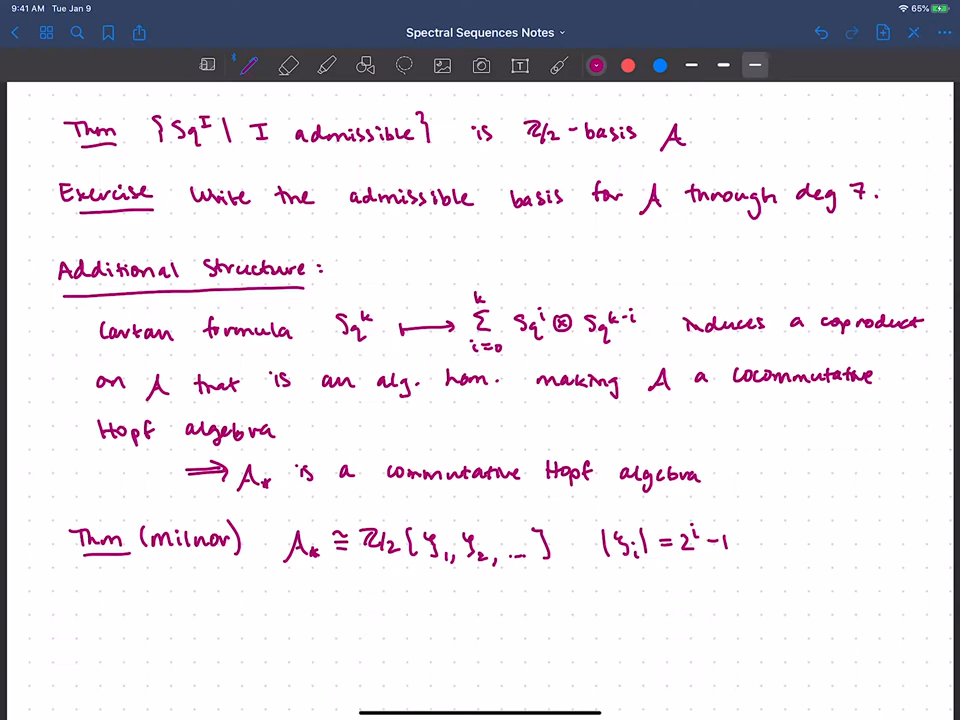 9:41 AM Tue Jan 9
65%
Spectral Sequences Notes
Thm {Sq^I | I admissible} is ℤ/2-basis 𝒜
Exercise Write the admissible basis for 𝒜 through deg 7.
Additional Structure:
Cartan formula Sq^k ⟼ Σ_{i=0}^{k} Sq^i ⊗ Sq^{k-i} induces a coproduct
on 𝒜 that is an alg. hom. making 𝒜 a cocommutative
Hopf algebra
⟹ 𝒜_* is a commutative Hopf algebra
Thm (Milnor) 𝒜_* ≅ ℤ/2[ξ_1, ξ_2, ...] |ξ_i| = 2^i - 1